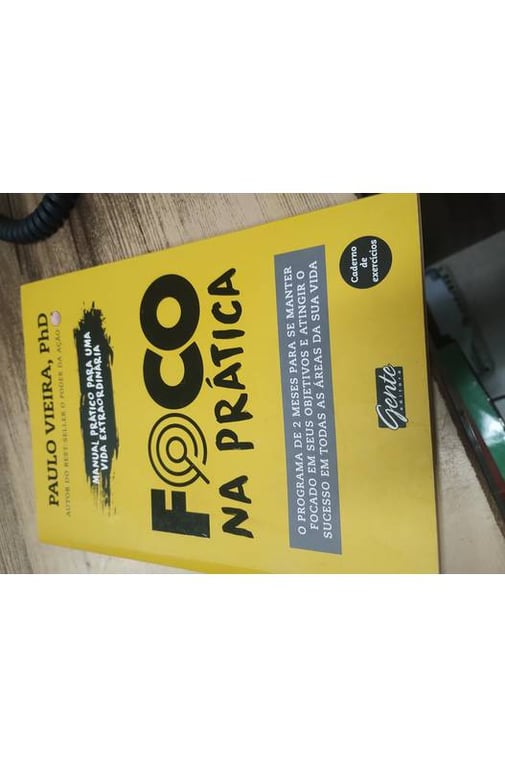 PAULO VIEIRA, PhD
AUTOR DO BEST-SELLER O PODER DA AÇÃO
MANUAL PRÁTICO PARA UMA
VIDA EXTRAORDINÁRIA
FOCO
NA PRÁTICA
O PROGRAMA DE 2 MESES PARA SE MANTER
FOCADO EM SEUS OBJETIVOS E ATINGIR O
SUCESSO EM TODAS AS ÁREAS DA SUA VIDA
Caderno
de
exercícios
Gente
editora